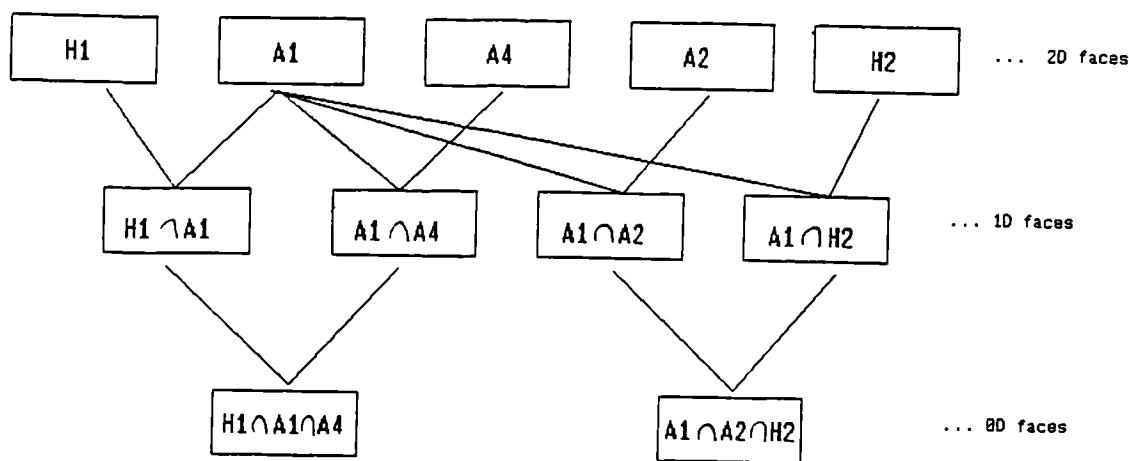 H1 A1 A4 A2 H2 ... 2D faces
H1 ∩ A1 A1 ∩ A4 A1 ∩ A2 A1 ∩ H2 ... 1D faces
H1 ∩ A1 ∩ A4 A1 ∩ A2 ∩ H2 ... 0D faces